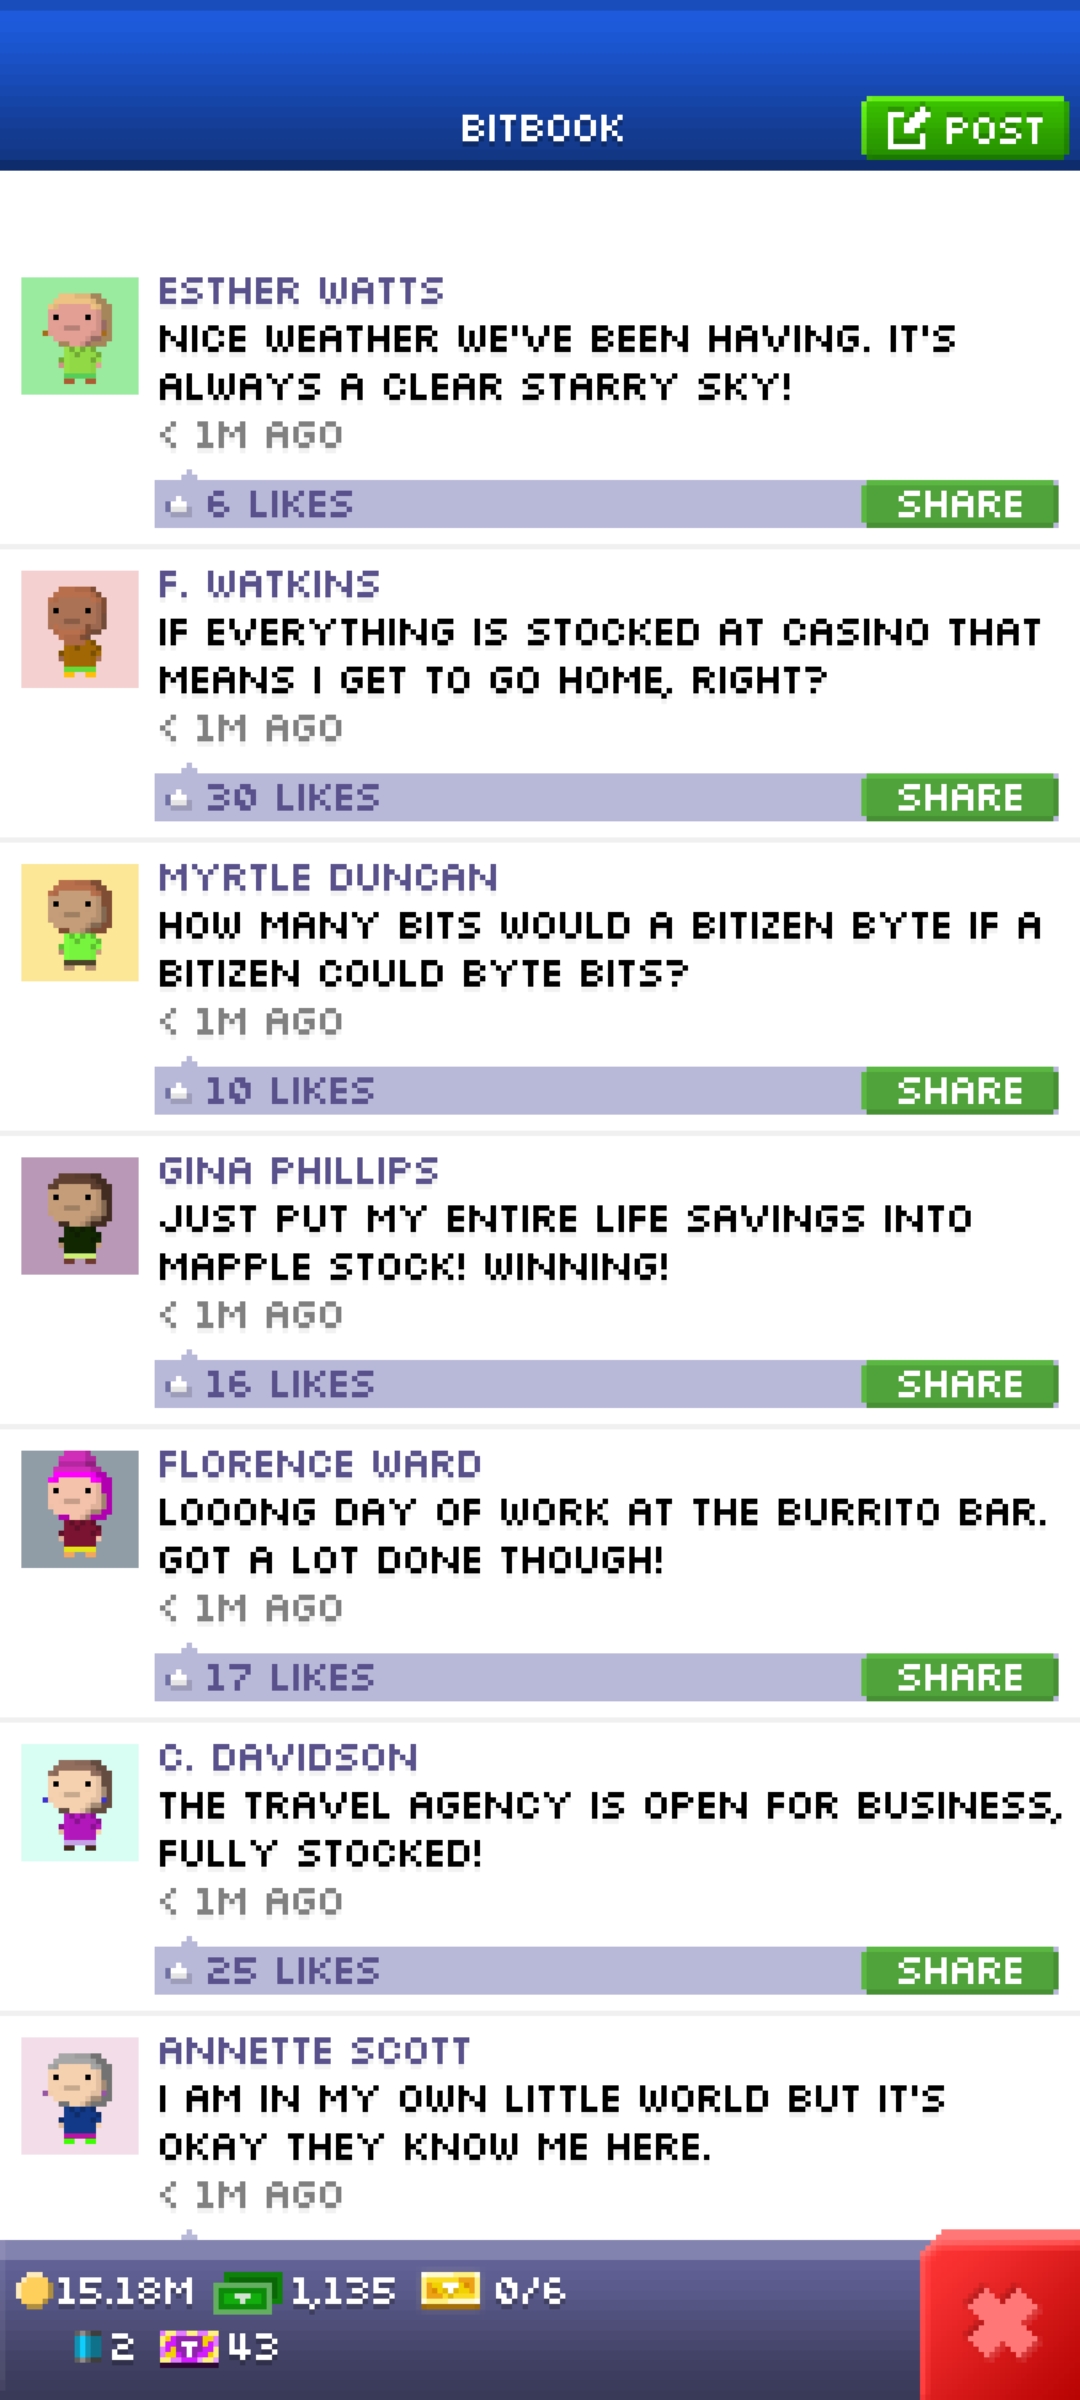 BITBOOK
POST
ESTHER WATTS
NICE WEATHER WE'VE BEEN HAVING. IT'S
ALWAYS A CLEAR STARRY SKY!
< 1M AGO
6 LIKES
SHARE
F. WATKINS
IF EVERYTHING IS STOCKED AT CASINO THAT
MEANS I GET TO GO HOME, RIGHT?
< 1M AGO
30 LIKES
SHARE
MYRTLE DUNCAN
HOW MANY BITS WOULD A BITIZEN BYTE IF A
BITIZEN COULD BYTE BITS?
< 1M AGO
10 LIKES
SHARE
GINA PHILLIPS
JUST PUT MY ENTIRE LIFE SAVINGS INTO
MAPPLE STOCK! WINNING!
< 1M AGO
16 LIKES
SHARE
FLORENCE WARD
LOOONG DAY OF WORK AT THE BURRITO BAR.
GOT A LOT DONE THOUGH!
< 1M AGO
17 LIKES
SHARE
C. DAVIDSON
THE TRAVEL AGENCY IS OPEN FOR BUSINESS,
FULLY STOCKED!
< 1M AGO
25 LIKES
SHARE
ANNETTE SCOTT
I AM IN MY OWN LITTLE WORLD BUT IT'S
OKAY THEY KNOW ME HERE.
< 1M AGO
15.18M 1,135 0/6
2 T 43